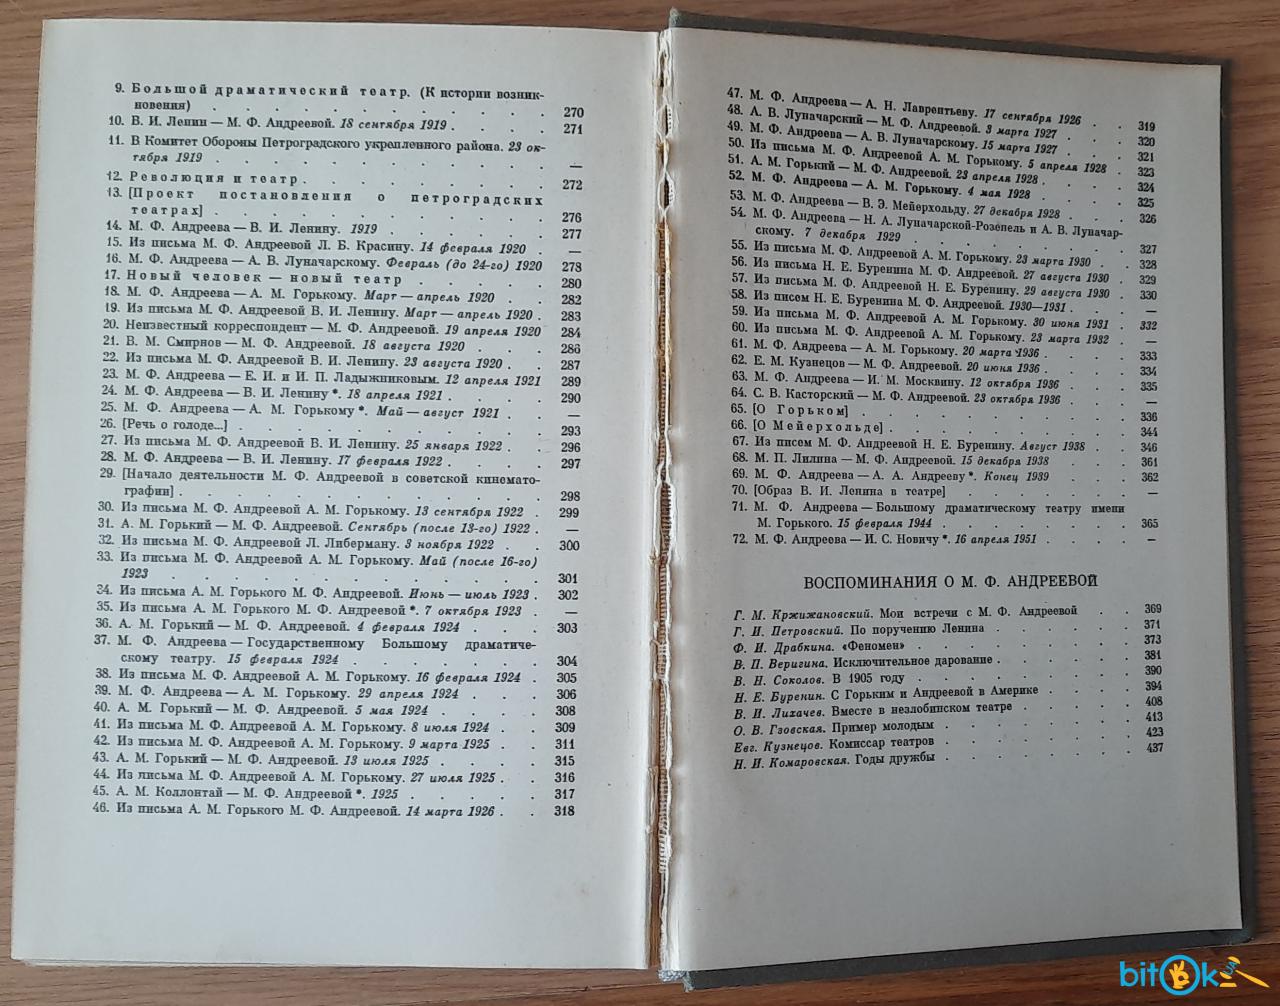 9. Большой драматический театр. (К истории возник-
новения) . . . . . . . . . . 270
10. В. И. Ленин — М. Ф. Андреевой. 18 сентября 1919 . . . . 271
11. В Комитет Обороны Петроградского укрепленного района. 23 ок-
тября 1919 . . . . . . . . . . —
12. Революция и театр . . . . . . . . 272
13. [Проект постановления о петроградских
театрах] . . . . . . . . . . 276
14. М. Ф. Андреева — В. И. Ленину. 1919 . . . . . . 277
15. Из письма М. Ф. Андреевой Л. Б. Красину. 14 февраля 1920 . . —
16. М. Ф. Андреева — А. В. Луначарскому. Февраль (до 24-го) 1920 278
17. Новый человек — новый театр . . . . 280
18. М. Ф. Андреева — А. М. Горькому. Март — апрель 1920 . . 282
19. Из письма М. Ф. Андреевой В. И. Ленину. Март — апрель 1920 . 283
20. Неизвестный корреспондент — М. Ф. Андреевой. 19 апреля 1920 284
21. В. М. Смирнов — М. Ф. Андреевой. 18 августа 1920 . . . 286
22. Из письма М. Ф. Андреевой В. И. Ленину. 23 августа 1920 . . 287
23. М. Ф. Андреева — Е. И. и И. П. Ладыжниковым. 12 апреля 1921 289
24. М. Ф. Андреева — В. И. Ленину *. 18 апреля 1921 . . . . 290
25. М. Ф. Андреева — А. М. Горькому *. Май — август 1921 . . —
26. [Речь о голоде...] . . . . . . . . . 293
27. Из письма М. Ф. Андреевой В. И. Ленину. 25 января 1922 . . 296
28. М. Ф. Андреева — В. И. Ленину. 17 февраля 1922 . . . . 297
29. [Начало деятельности М. Ф. Андреевой в советской кинемато-
графии] . . . . . . . . . . 298
30. Из письма М. Ф. Андреевой А. М. Горькому. 13 сентября 1922 . 299
31. А. М. Горький — М. Ф. Андреевой. Сентябрь (после 13-го) 1922 . —
32. Из письма М. Ф. Андреевой Л. Либерману. 3 ноября 1922 . . 300
33. Из письма М. Ф. Андреевой А. М. Горькому. Май (после 16-го)
1923 . . . . . . . . . . 301
34. Из письма А. М. Горького М. Ф. Андреевой. Июнь — июль 1923 . 302
35. Из письма А. М. Горького М. Ф. Андреевой *. 7 октября 1923 . —
36. А. М. Горький — М. Ф. Андреевой. 4 февраля 1924 . . . 303
37. М. Ф. Андреева — Государственному Большому драматиче-
скому театру. 15 февраля 1924 . . . . . . 304
38. Из письма М. Ф. Андреевой А. М. Горькому. 16 февраля 1924 . 305
39. М. Ф. Андреева — А. М. Горькому. 29 апреля 1924 . . . 306
40. А. М. Горький — М. Ф. Андреевой. 5 мая 1924 . . . . 308
41. Из письма М. Ф. Андреевой А. М. Горькому. 8 июля 1924 . . 309
42. Из письма М. Ф. Андреевой А. М. Горькому. 9 марта 1925 . . 311
43. А. М. Горький — М. Ф. Андреевой. 13 июля 1925 . . . . 315
44. Из письма М. Ф. Андреевой А. М. Горькому. 27 июля 1925 . . 316
45. А. М. Коллонтай — М. Ф. Андреевой *. 1925 . . . . . 317
46. Из письма А. М. Горького М. Ф. Андреевой. 14 марта 1926 . . 318
47. М. Ф. Андреева — А. Н. Лаврентьеву. 17 сентября 1926 . . 319
48. А. В. Луначарский — М. Ф. Андреевой. 3 марта 1927 . . . 320
49. М. Ф. Андреева — А. В. Луначарскому. 15 марта 1927 . . . 321
50. Из письма М. Ф. Андреевой А. М. Горькому. 5 апреля 1928 . 323
51. А. М. Горький — М. Ф. Андреевой. 23 апреля 1928 . . . . 324
52. М. Ф. Андреева — А. М. Горькому. 4 мая 1928 . . . . 325
53. М. Ф. Андреева — В. Э. Мейерхольду. 27 декабря 1928 . . . 326
54. М. Ф. Андреева — Н. А. Луначарской-Розенель и А. В. Луначар-
скому. 7 декабря 1929 . . . . . . . . 327
55. Из письма М. Ф. Андреевой А. М. Горькому. 23 марта 1930 . . 328
56. Из письма Н. Е. Буренина М. Ф. Андреевой. 27 августа 1930 . 329
57. Из письма М. Ф. Андреевой Н. Е. Буренину. 29 августа 1930 . 330
58. Из писем Н. Е. Буренина М. Ф. Андреевой. 1930—1931 . . . —
59. Из письма М. Ф. Андреевой А. М. Горькому. 30 июня 1931 . 332
60. Из письма М. Ф. Андреевой А. М. Горькому. 23 марта 1932 . —
61. М. Ф. Андреева — А. М. Горькому. 20 марта 1936 . . . . 333
62. Е. М. Кузнецов — М. Ф. Андреевой. 20 июня 1936 . . . . 334
63. М. Ф. Андреева — И. М. Москвину. 12 октября 1936 . . . 335
64. С. В. Касторский — М. Ф. Андреевой. 23 октября 1936 . . . —
65. [О Горьком] . . . . . . . . . 336
66. [О Мейерхольде] . . . . . . . . 344
67. Из писем М. Ф. Андреевой Н. Е. Буренину. Август 1938 . . 346
68. М. П. Лилина — М. Ф. Андреевой. 15 декабря 1938 . . . 361
69. М. Ф. Андреева — А. А. Андрееву *. Конец 1939 . . . 362
70. [Образ В. И. Ленина в театре] . . . . . . . —
71. М. Ф. Андреева — Большому драматическому театру имени
М. Горького. 15 февраля 1944 . . . . . . . 365
72. М. Ф. Андреева — И. С. Новичу *. 16 апреля 1951 . . . . —
ВОСПОМИНАНИЯ О М. Ф. АНДРЕЕВОЙ
Г. М. Кржижановский. Мои встречи с М. Ф. Андреевой . . 369
Г. И. Петровский. По поручению Ленина . . . . . 371
Ф. И. Драбкина. «Феномен» . . . . . . . . 373
В. П. Веригина. Исключительное дарование . . . . . 381
В. Н. Соколов. В 1905 году . . . . . . . . 390
Н. Е. Буренин. С Горьким и Андреевой в Америке . . . . 394
В. И. Лихачев. Вместе в незлобинском театре . . . . . 408
О. В. Гзовская. Пример молодым . . . . . . . 413
Евг. Кузнецов. Комиссар театров . . . . . . . 423
Н. И. Комаровская. Годы дружбы . . . . . . . 437
bitOk
UA